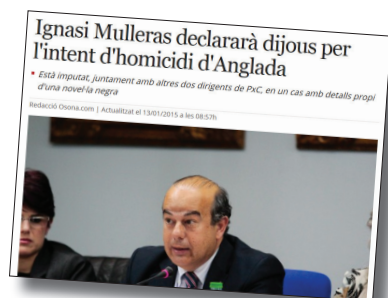 Ignasi Mulleras declararà dijous per
l'intent d'homicidi d'Anglada
Està imputat, juntament amb altres dos dirigents de PxC, en un cas amb detalls propi
d'una novel·la negra
Redacció Osona.com | Actualitzat el 13/01/2015 a les 08:57h